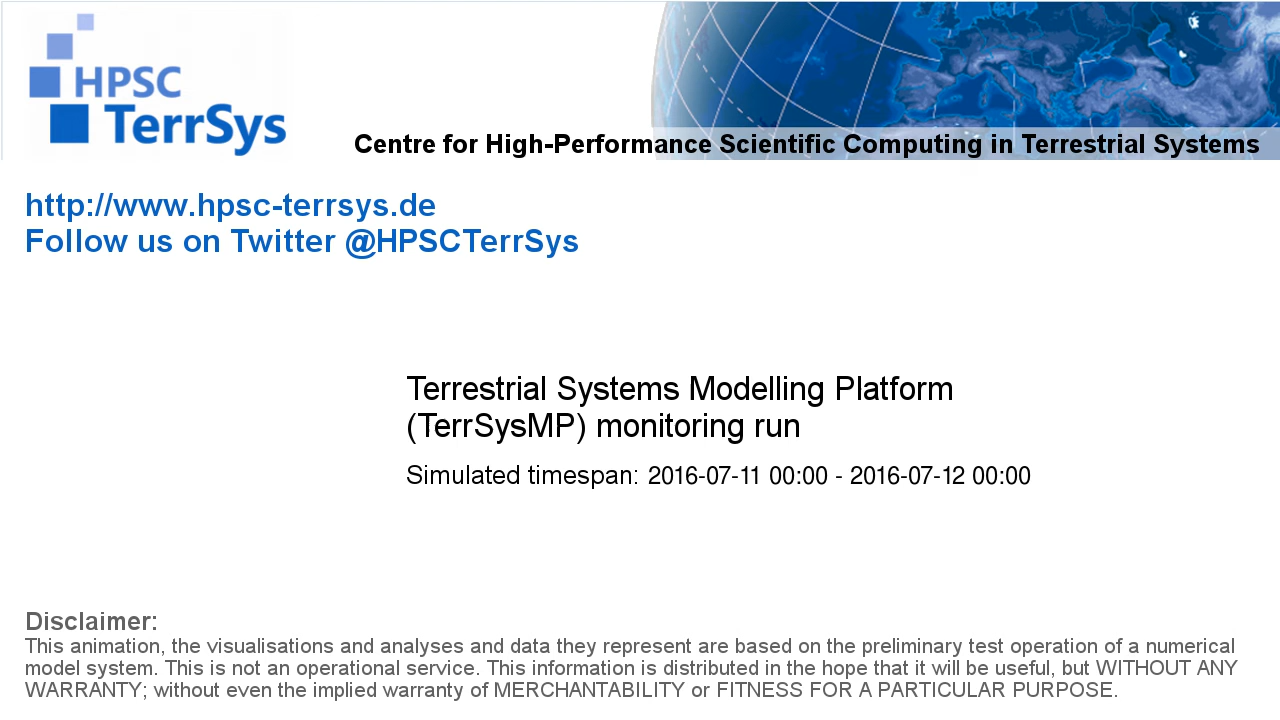 HPSC
TerrSys
Centre for High-Performance Scientific Computing in Terrestrial Systems
http://www.hpsc-terrsys.de
Follow us on Twitter @HPSCTerrSys
Terrestrial Systems Modelling Platform
(TerrSysMP) monitoring run
Simulated timespan: 2016-07-11 00:00 - 2016-07-12 00:00
Disclaimer:
This animation, the visualisations and analyses and data they represent are based on the preliminary test operation of a numerical
model system. This is not an operational service. This information is distributed in the hope that it will be useful, but WITHOUT ANY
WARRANTY; without even the implied warranty of MERCHANTABILITY or FITNESS FOR A PARTICULAR PURPOSE.